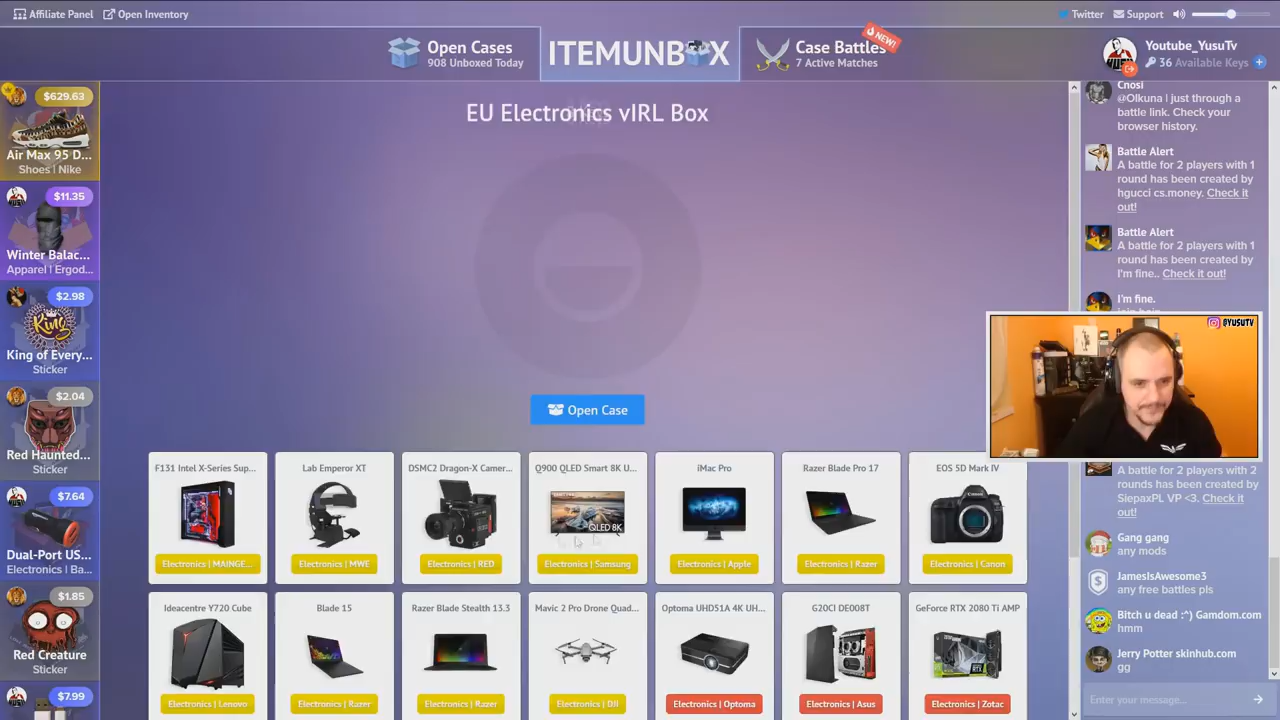 Affiliate Panel
Open Inventory
Twitter
Support
Open Cases
908 Unboxed Today
ITEMUNBOX
Case Battles
7 Active Matches
NEW!
Youtube_YusuTv
36 Available Keys
$629.63
Air Max 95 D...
Shoes | Nike
$11.35
Winter Balac...
Apparel | Ergod...
$2.98
King
King of Every...
Sticker
$2.04
Red Haunted...
Sticker
$7.64
Dual-Port US...
Electronics | Ba...
$1.85
Red Creature
Sticker
$7.99
EU Electronics vIRL Box
Open Case
F131 Intel X-Series Sup...
Electronics | MAINGE...
Lab Emperor XT
Electronics | MWE
DSMC2 Dragon-X Camer...
Electronics | RED
Q900 QLED Smart 8K U...
QLED 8K
Electronics | Samsung
iMac Pro
Electronics | Apple
Razer Blade Pro 17
Electronics | Razer
EOS 5D Mark IV
Canon
Electronics | Canon
Ideacentre Y720 Cube
Electronics | Lenovo
Blade 15
Electronics | Razer
Razer Blade Stealth 13.3
Electronics | Razer
Mavic 2 Pro Drone Quad...
Electronics | DJI
Optoma UHD51A 4K UH...
Electronics | Optoma
G20CI DE008T
Electronics | Asus
GeForce RTX 2080 Ti AMP
Electronics | Zotac
Cnosi
@Olkuna I just through a
battle link. Check your
browser history.
Battle Alert
A battle for 2 players with 1
round has been created by
hgucci cs.money. Check it
out!
Battle Alert
A battle for 2 players with 1
round has been created by
I'm fine.. Check it out!
I'm fine.
@YUSUTV
A battle for 2 players with 2
rounds has been created by
SiepaxPL VP <3. Check it
out!
Gang gang
any mods
JamesIsAwesome3
any free battles pls
Bitch u dead :^) Gamdom.com
hmm
Jerry Potter skinhub.com
gg
Enter your message...